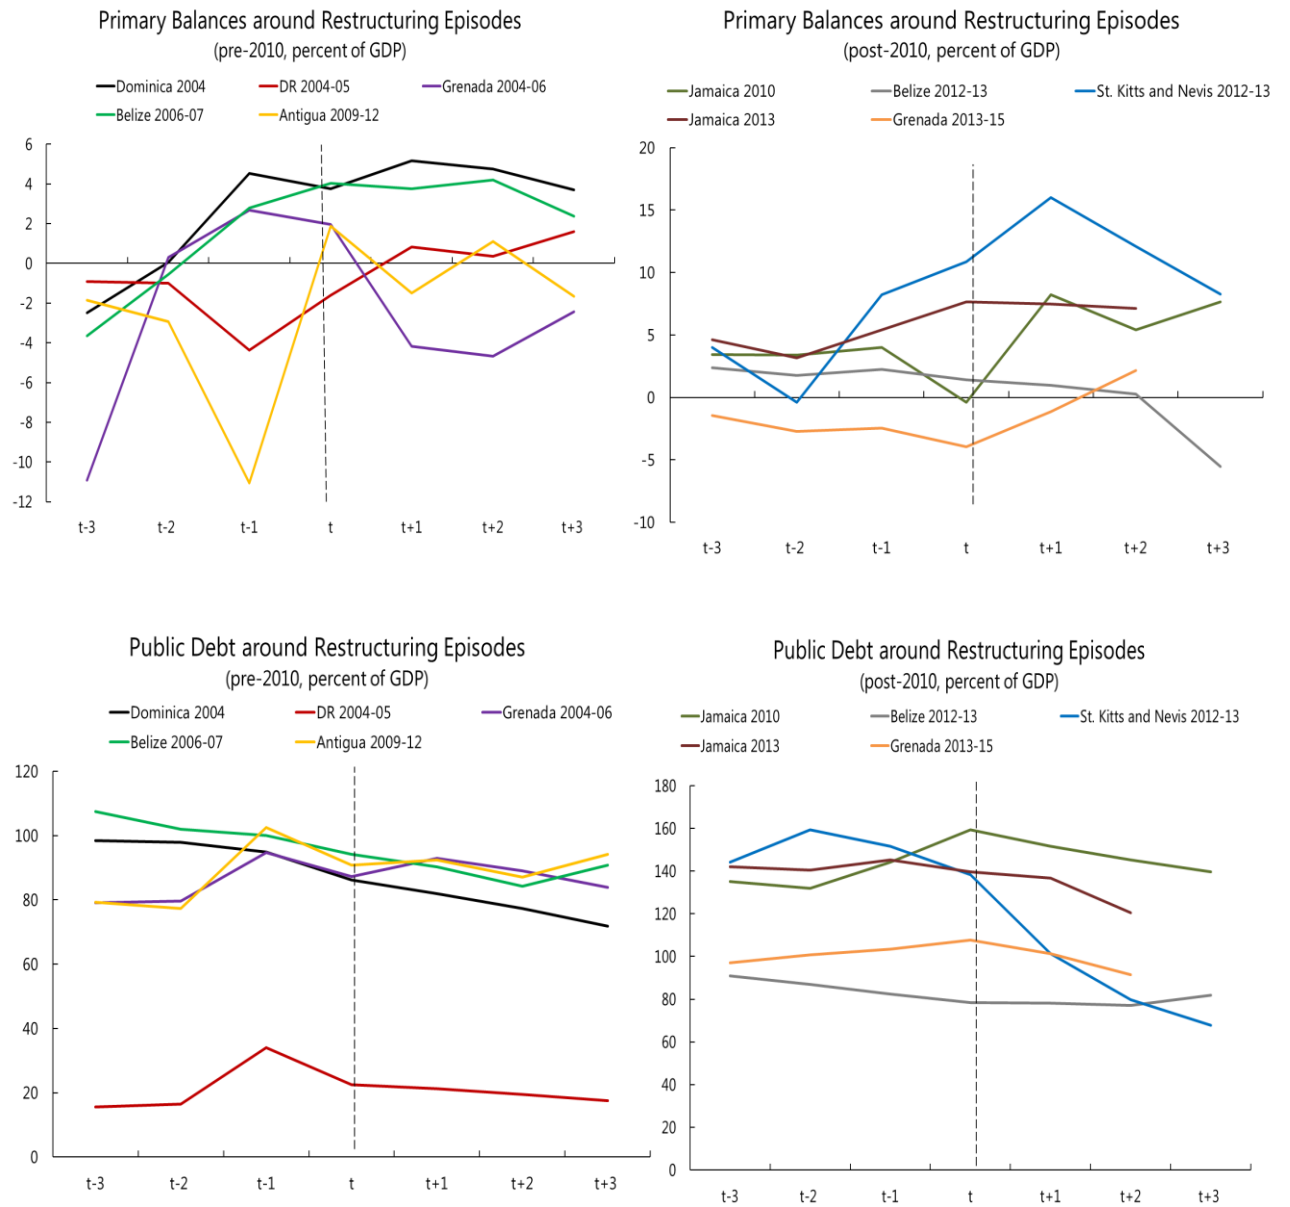 Primary Balances around Restructuring Episodes
(pre-2010, percent of GDP)
Dominica 2004
DR 2004-05
Grenada 2004-06
Belize 2006-07
Antigua 2009-12
6
4
2
0
-2
-4
-6
-8
-10
-12
t-3
t-2
t-1
t
t+1
t+2
t+3
Primary Balances around Restructuring Episodes
(post-2010, percent of GDP)
Jamaica 2010
Belize 2012-13
St. Kitts and Nevis 2012-13
Jamaica 2013
Grenada 2013-15
20
15
10
5
0
-5
-10
t-3
t-2
t-1
t
t+1
t+2
t+3
Public Debt around Restructuring Episodes
(pre-2010, percent of GDP)
Dominica 2004
DR 2004-05
Grenada 2004-06
Belize 2006-07
Antigua 2009-12
120
100
80
60
40
20
0
t-3
t-2
t-1
t
t+1
t+2
t+3
Public Debt around Restructuring Episodes
(post-2010, percent of GDP)
Jamaica 2010
Belize 2012-13
St. Kitts and Nevis 2012-13
Jamaica 2013
Grenada 2013-15
180
160
140
120
100
80
60
40
20
0
t-3
t-2
t-1
t
t+1
t+2
t+3